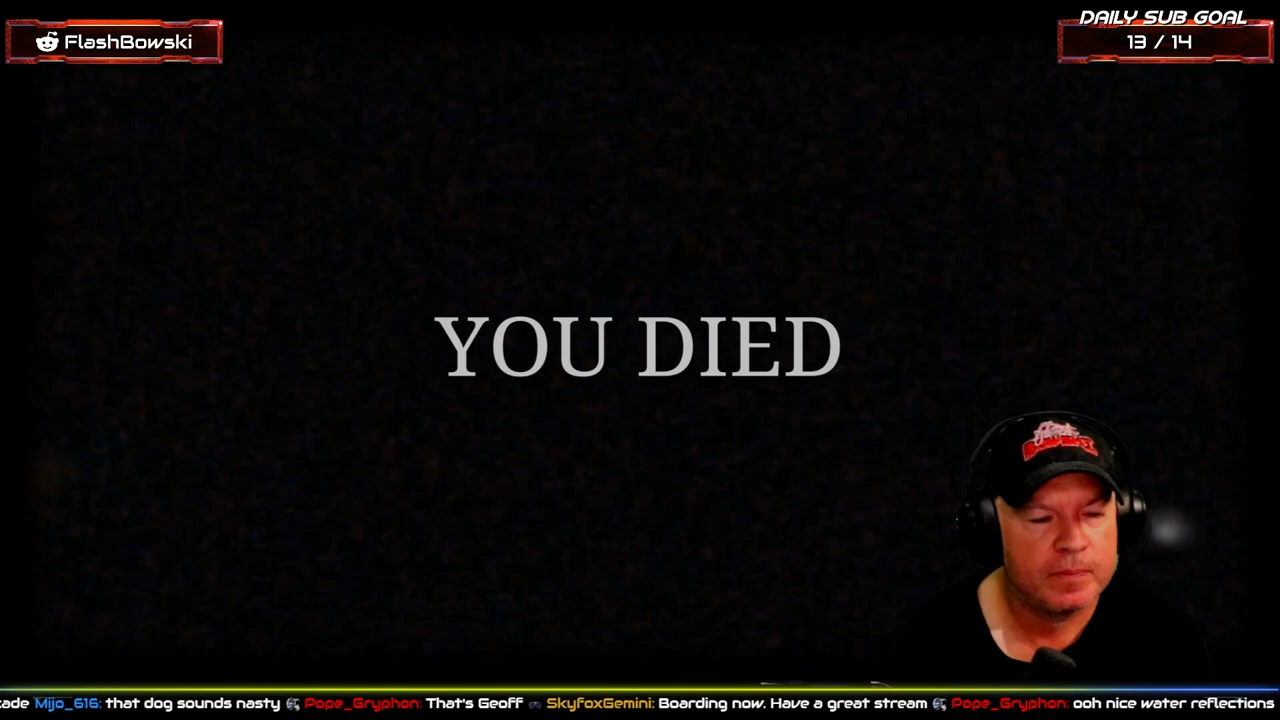 FlashBowski
DAILY SUB GOAL
13 / 14
YOU DIED
cade Mijo_616: that dog sounds nasty Pope_Gryphon: That's Geoff SkyfoxGemini: Boarding now. Have a great stream Pope_Gryphon: ooh nice water reflections